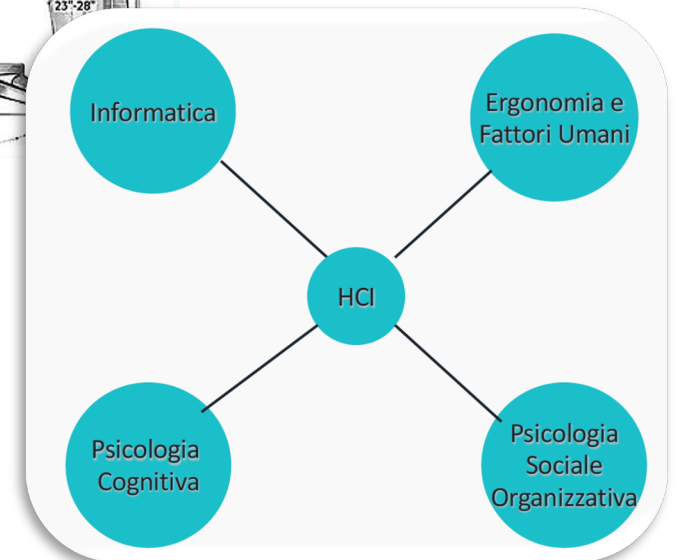 23"-28"
Informatica
Ergonomia e
Fattori Umani
HCI
Psicologia
Cognitiva
Psicologia
Sociale
Organizzativa